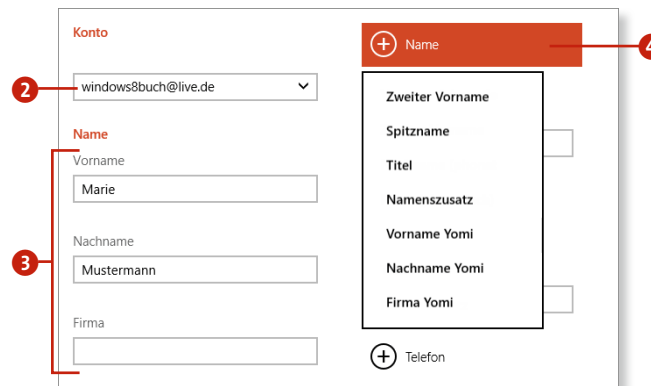 Konto
2
windows8buch@live.de
Name
3
Vorname
Marie
Nachname
Mustermann
Firma
Name
4
Zweiter Vorname
Spitzname
Titel
Namenszusatz
Vorname Yomi
Nachname Yomi
Firma Yomi
Telefon